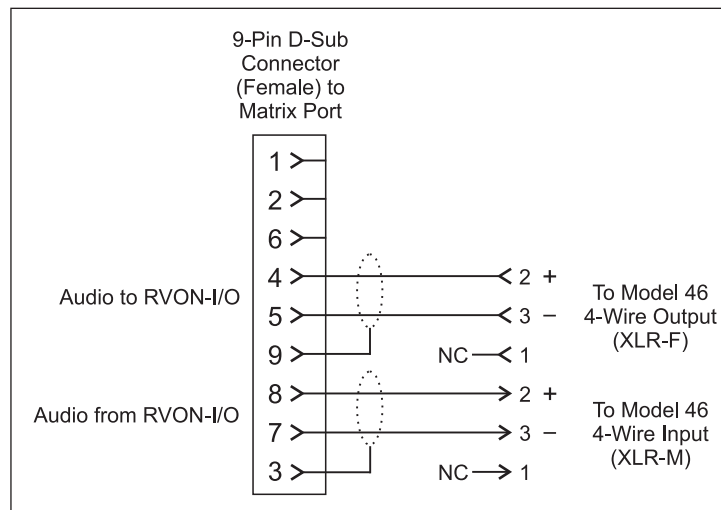 9-Pin D-Sub
Connector
(Female) to
Matrix Port
1
2
6
4
5
9
8
7
3
Audio to RVON-I/O
Audio from RVON-I/O
2 +
3 –
NC 1
To Model 46
4-Wire Output
(XLR-F)
2 +
3 –
NC 1
To Model 46
4-Wire Input
(XLR-M)